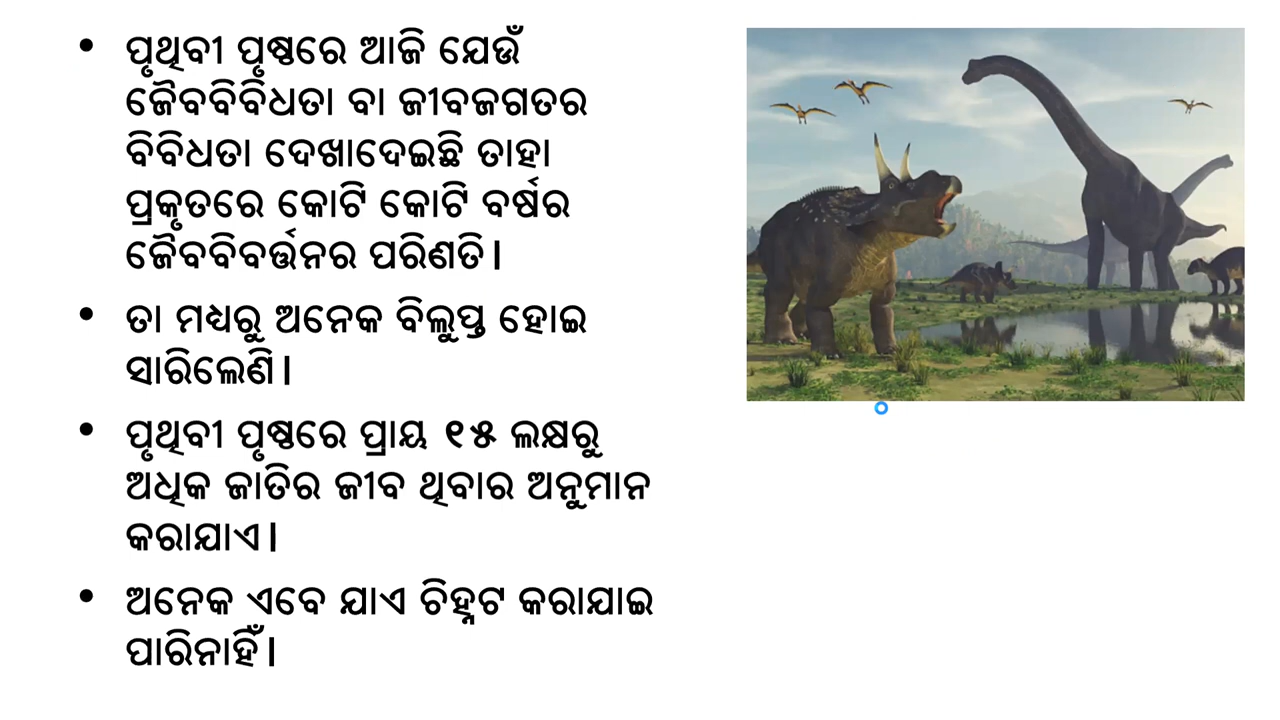 • ପୃଥିବୀ ପୃଷ୍ଠରେ ଆଜି ଯେଉଁ
ଜୈବବିବିଧତା ବା ଜୀବଜଗତର
ବିବିଧତା ଦେଖାଦେଇଛି ତାହା
ପ୍ରକୃତରେ କୋଟି କୋଟି ବର୍ଷର
ଜୈବବିବର୍ତ୍ତନର ପରିଣତି।
• ତା ମଧ୍ୟରୁ ଅନେକ ବିଲୁପ୍ତ ହୋଇ
ସାରିଲେଣି।
• ପୃଥିବୀ ପୃଷ୍ଠରେ ପ୍ରାୟ ୧୫ ଲକ୍ଷରୁ
ଅଧିକ ଜାତିର ଜୀବ ଥିବାର ଅନୁମାନ
କରାଯାଏ।
• ଅନେକ ଏବେ ଯାଏ ଚିହ୍ନଟ କରାଯାଇ
ପାରିନାହିଁ।